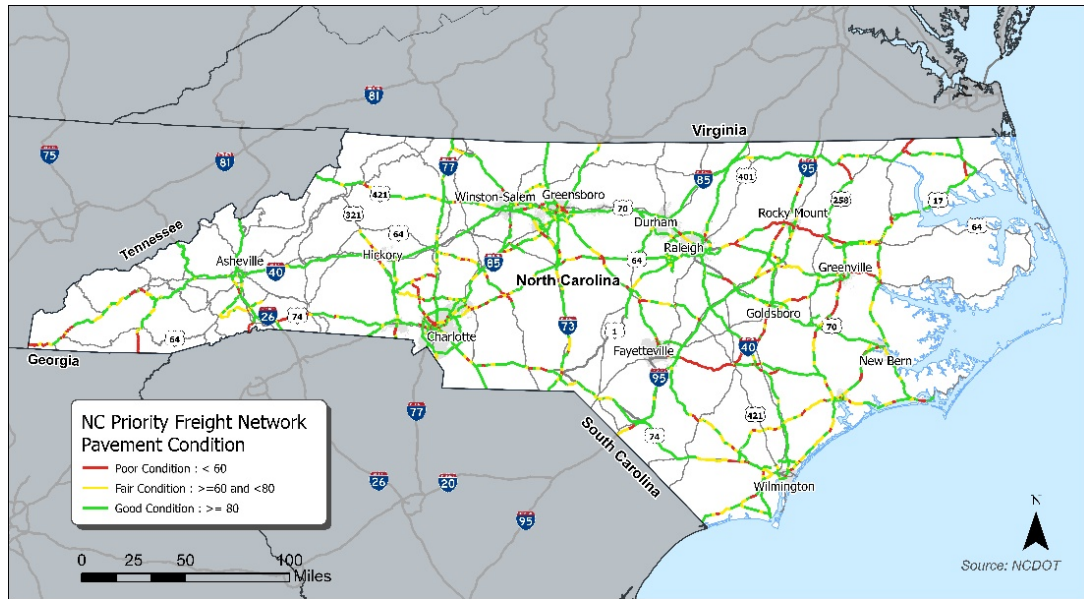 81
Virginia
75
81
77
95
401
85
421
Winston-Salem
Greensboro
321
70
Durham
Rocky Mount
258
17
Tennessee
64
Hickory
85
64
Raleigh
64
Asheville
40
North Carolina
Greenville
26
74
73
1
Goldsboro
70
64
Charlotte
Fayetteville
40
New Bern
Georgia
95
77
421
NC Priority Freight Network
Pavement Condition
Poor Condition : < 60
Fair Condition : >=60 and <80
Good Condition : >= 80
South Carolina
74
26
20
Wilmington
95
N
0
25
50
100
Miles
Source: NCDOT